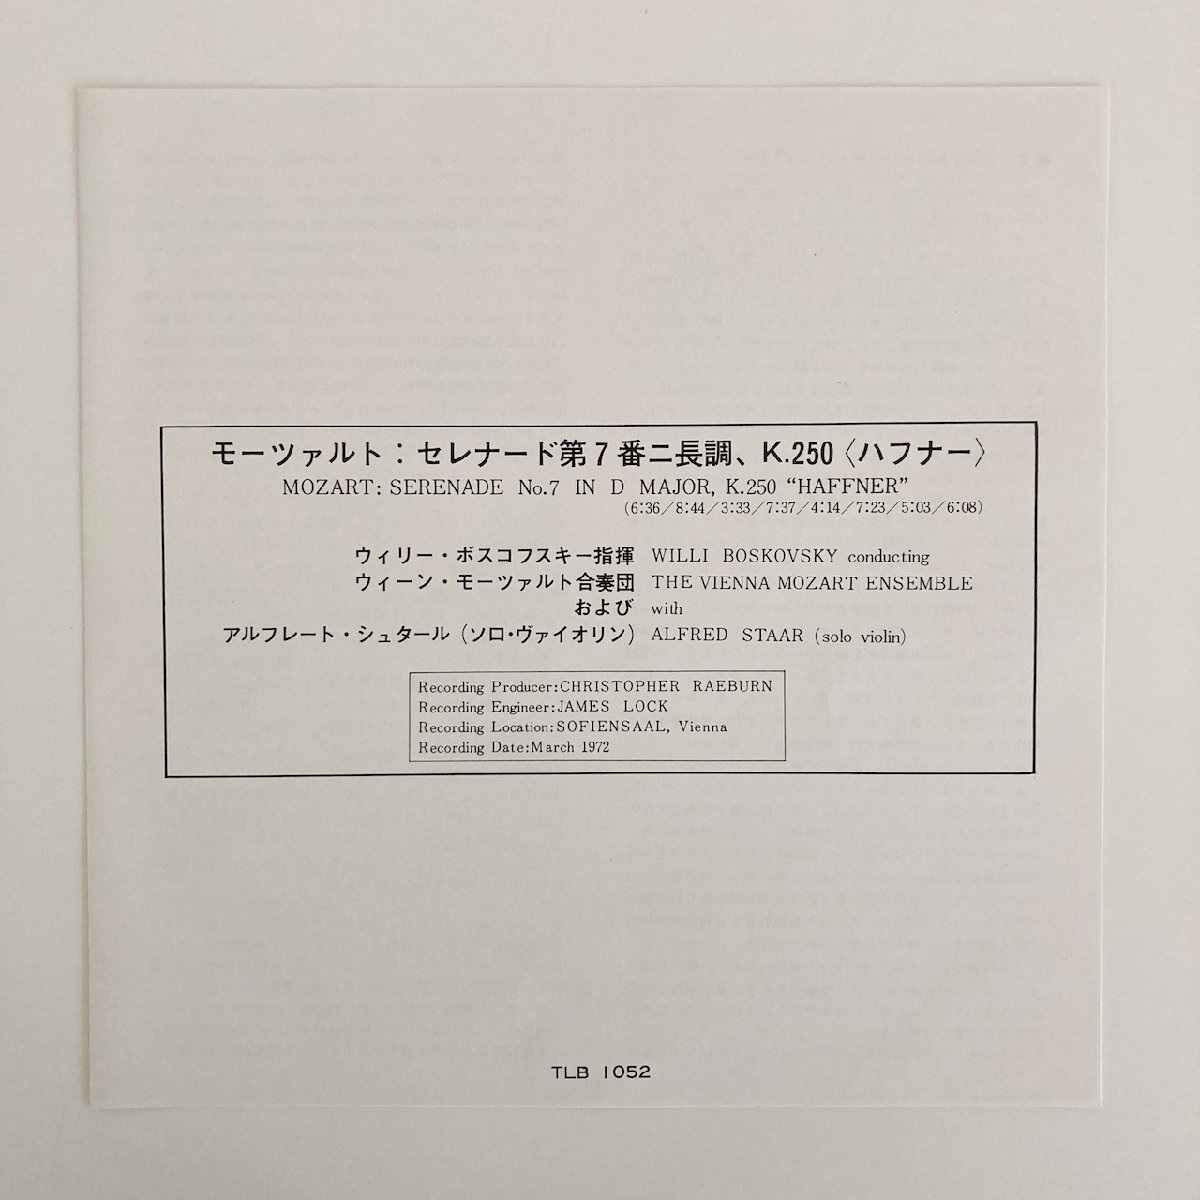 モーツァルト：セレナード第7番ニ長調、K.250〈ハフナー〉
MOZART: SERENADE No.7 IN D MAJOR, K.250 “HAFFNER”
(6:36／8:44／3:33／7:37／4:14／7:23／5:03／6:08)
ウィリー・ボスコフスキー指揮 WILLI BOSKOVSKY conducting
ウィーン・モーツァルト合奏団 THE VIENNA MOZART ENSEMBLE
および with
アルフレート・シュタール（ソロ・ヴァイオリン） ALFRED STAAR (solo violin)
Recording Producer:CHRISTOPHER RAEBURN
Recording Engineer:JAMES LOCK
Recording Location:SOFIENSAAL, Vienna
Recording Date:March 1972
TLB 1052